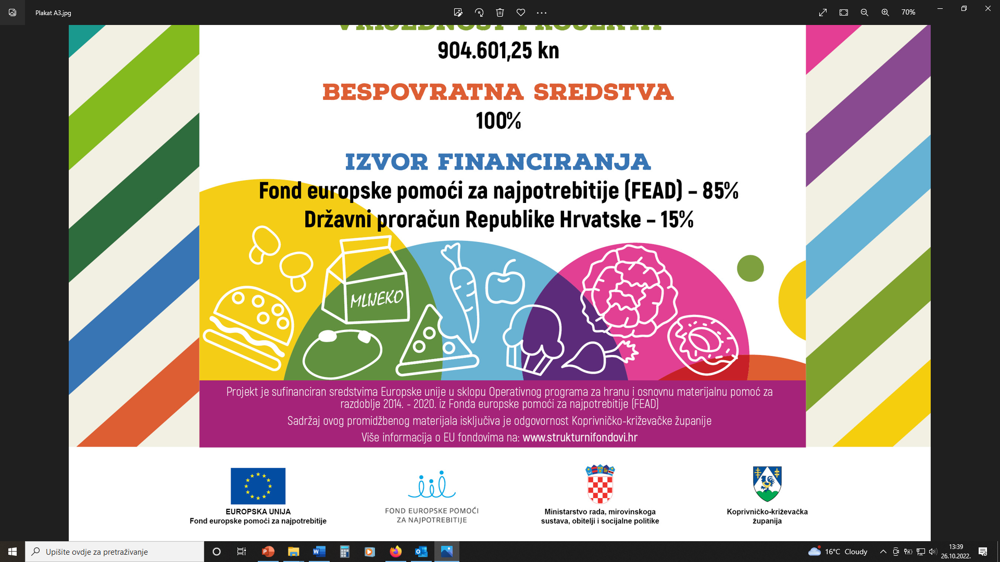 Plakat A3.jpg
70%
VRIJEDNOST PROJEKTA
904.601,25 kn
BESPOVRATNA SREDSTVA
100%
IZVOR FINANCIRANJA
Fond europske pomoći za najpotrebitije (FEAD) – 85%
Državni proračun Republike Hrvatske – 15%
MLIJEKO
Projekt je sufinanciran sredstvima Europske unije u sklopu Operativnog programa za hranu i osnovnu materijalnu pomoć za
razdoblje 2014. - 2020. iz Fonda europske pomoći za najpotrebitije (FEAD)
Sadržaj ovog promidžbenog materijala isključiva je odgovornost Koprivničko-križevačke županije
Više informacija o EU fondovima na: www.strukturnifondovi.hr
EUROPSKA UNIJA
Fond europske pomoći za najpotrebitije
FOND EUROPSKE POMOĆI
ZA NAJPOTREBITIJE
Ministarstvo rada, mirovinskoga
sustava, obitelji i socijalne politike
Koprivničko-križevačka
županija
Upišite ovdje za pretraživanje
16°C Cloudy
13:39
26.10.2022.